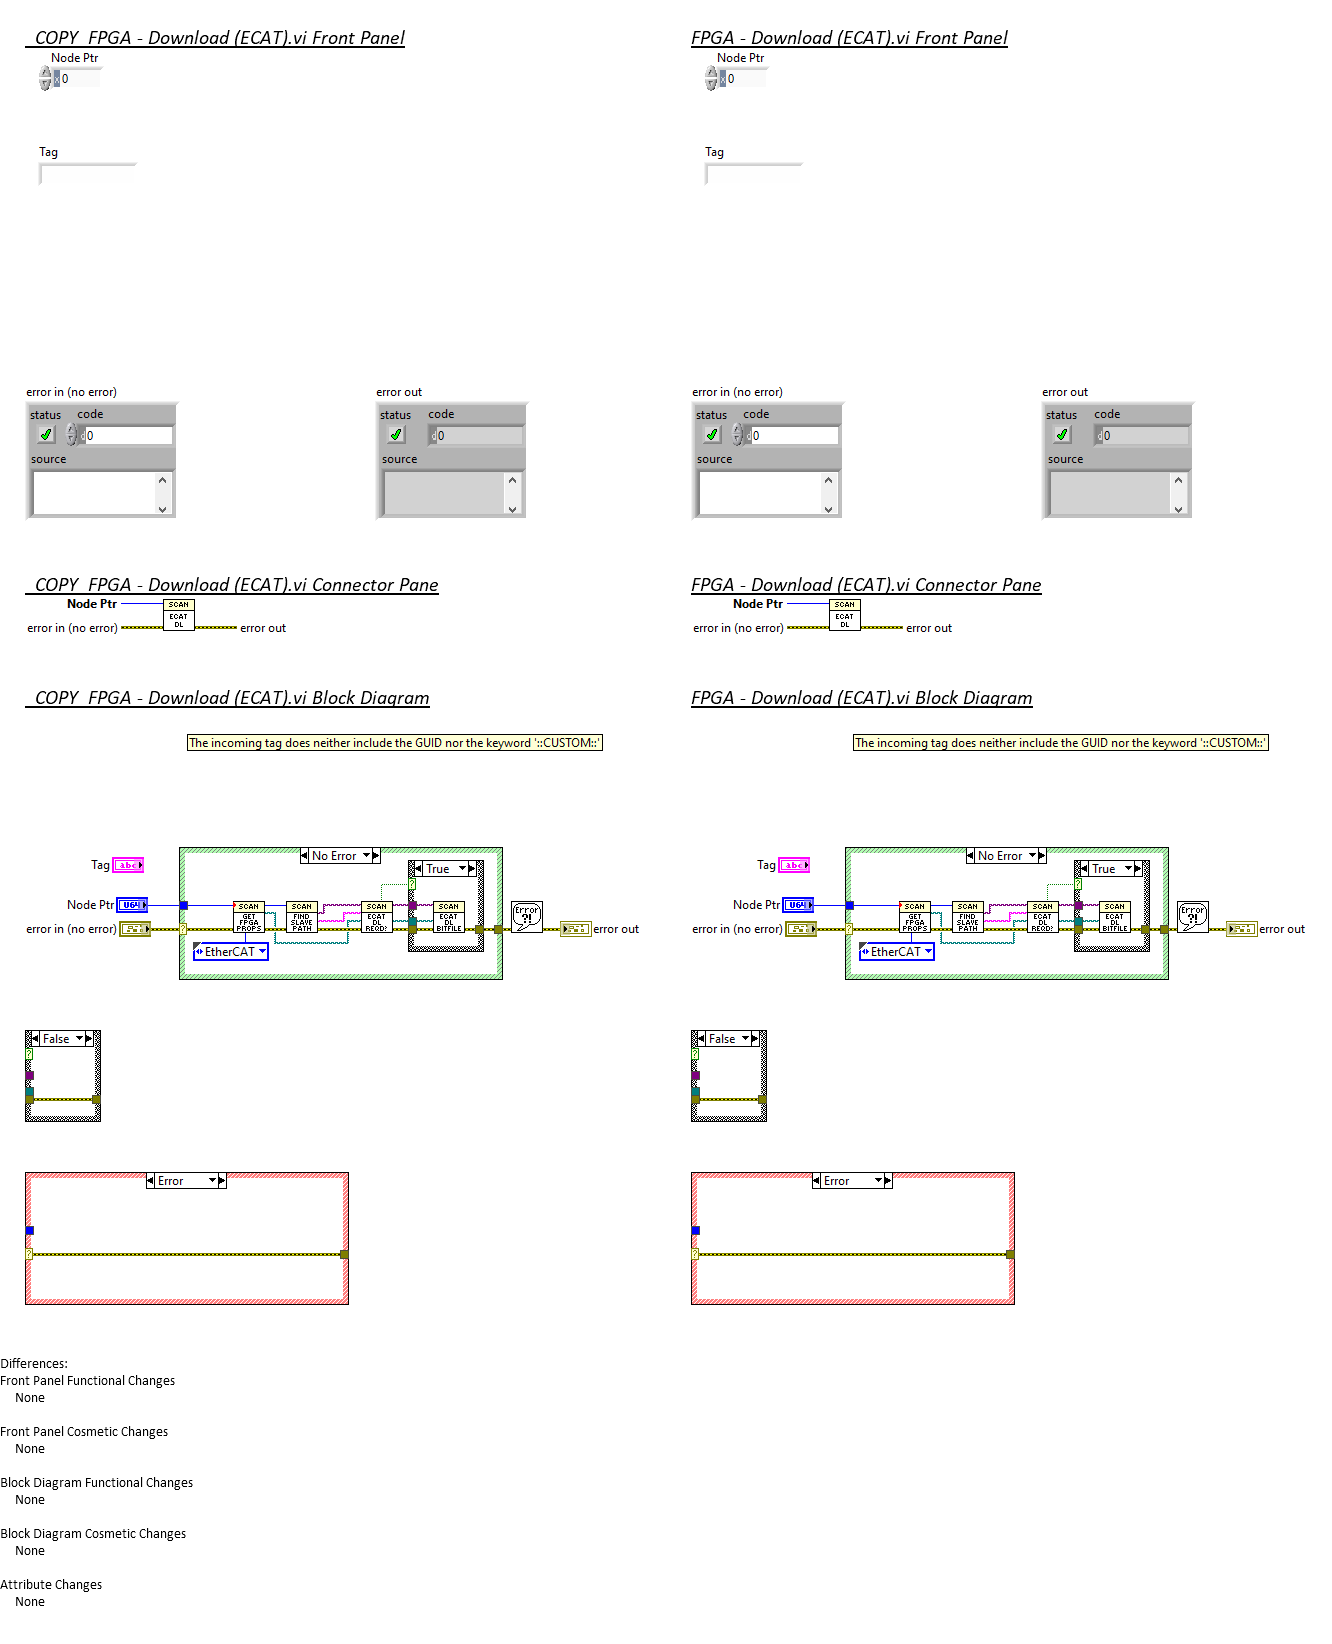 _COPY_FPGA - Download (ECAT).vi Front Panel
Node Ptr
x 0
Tag
error in (no error)
status code
d 0
source
error out
status code
d 0
source
_COPY_FPGA - Download (ECAT).vi Connector Pane
Node Ptr
SCAN
ECAT
DL
error in (no error)
error out
_COPY_FPGA - Download (ECAT).vi Block Diagram
The incoming tag does neither include the GUID nor the keyword '::CUSTOM::'
No Error
True
Tag abc
?
Node Ptr U64
SCAN
GET
FPGA
PROPS
SCAN
FIND
SLAVE
PATH
SCAN
ECAT
DL
REQD?
SCAN
ECAT
DL
BITFILE
Error
?!
error in (no error)
?
error out
EtherCAT
False
?
Error
?
FPGA - Download (ECAT).vi Front Panel
Node Ptr
x 0
Tag
error in (no error)
status code
d 0
source
error out
status code
d 0
source
FPGA - Download (ECAT).vi Connector Pane
Node Ptr
SCAN
ECAT
DL
error in (no error)
error out
FPGA - Download (ECAT).vi Block Diagram
The incoming tag does neither include the GUID nor the keyword '::CUSTOM::'
No Error
True
Tag abc
?
Node Ptr U64
SCAN
GET
FPGA
PROPS
SCAN
FIND
SLAVE
PATH
SCAN
ECAT
DL
REQD?
SCAN
ECAT
DL
BITFILE
Error
?!
error in (no error)
?
error out
EtherCAT
False
?
Error
?
Differences:
Front Panel Functional Changes
None
Front Panel Cosmetic Changes
None
Block Diagram Functional Changes
None
Block Diagram Cosmetic Changes
None
Attribute Changes
None